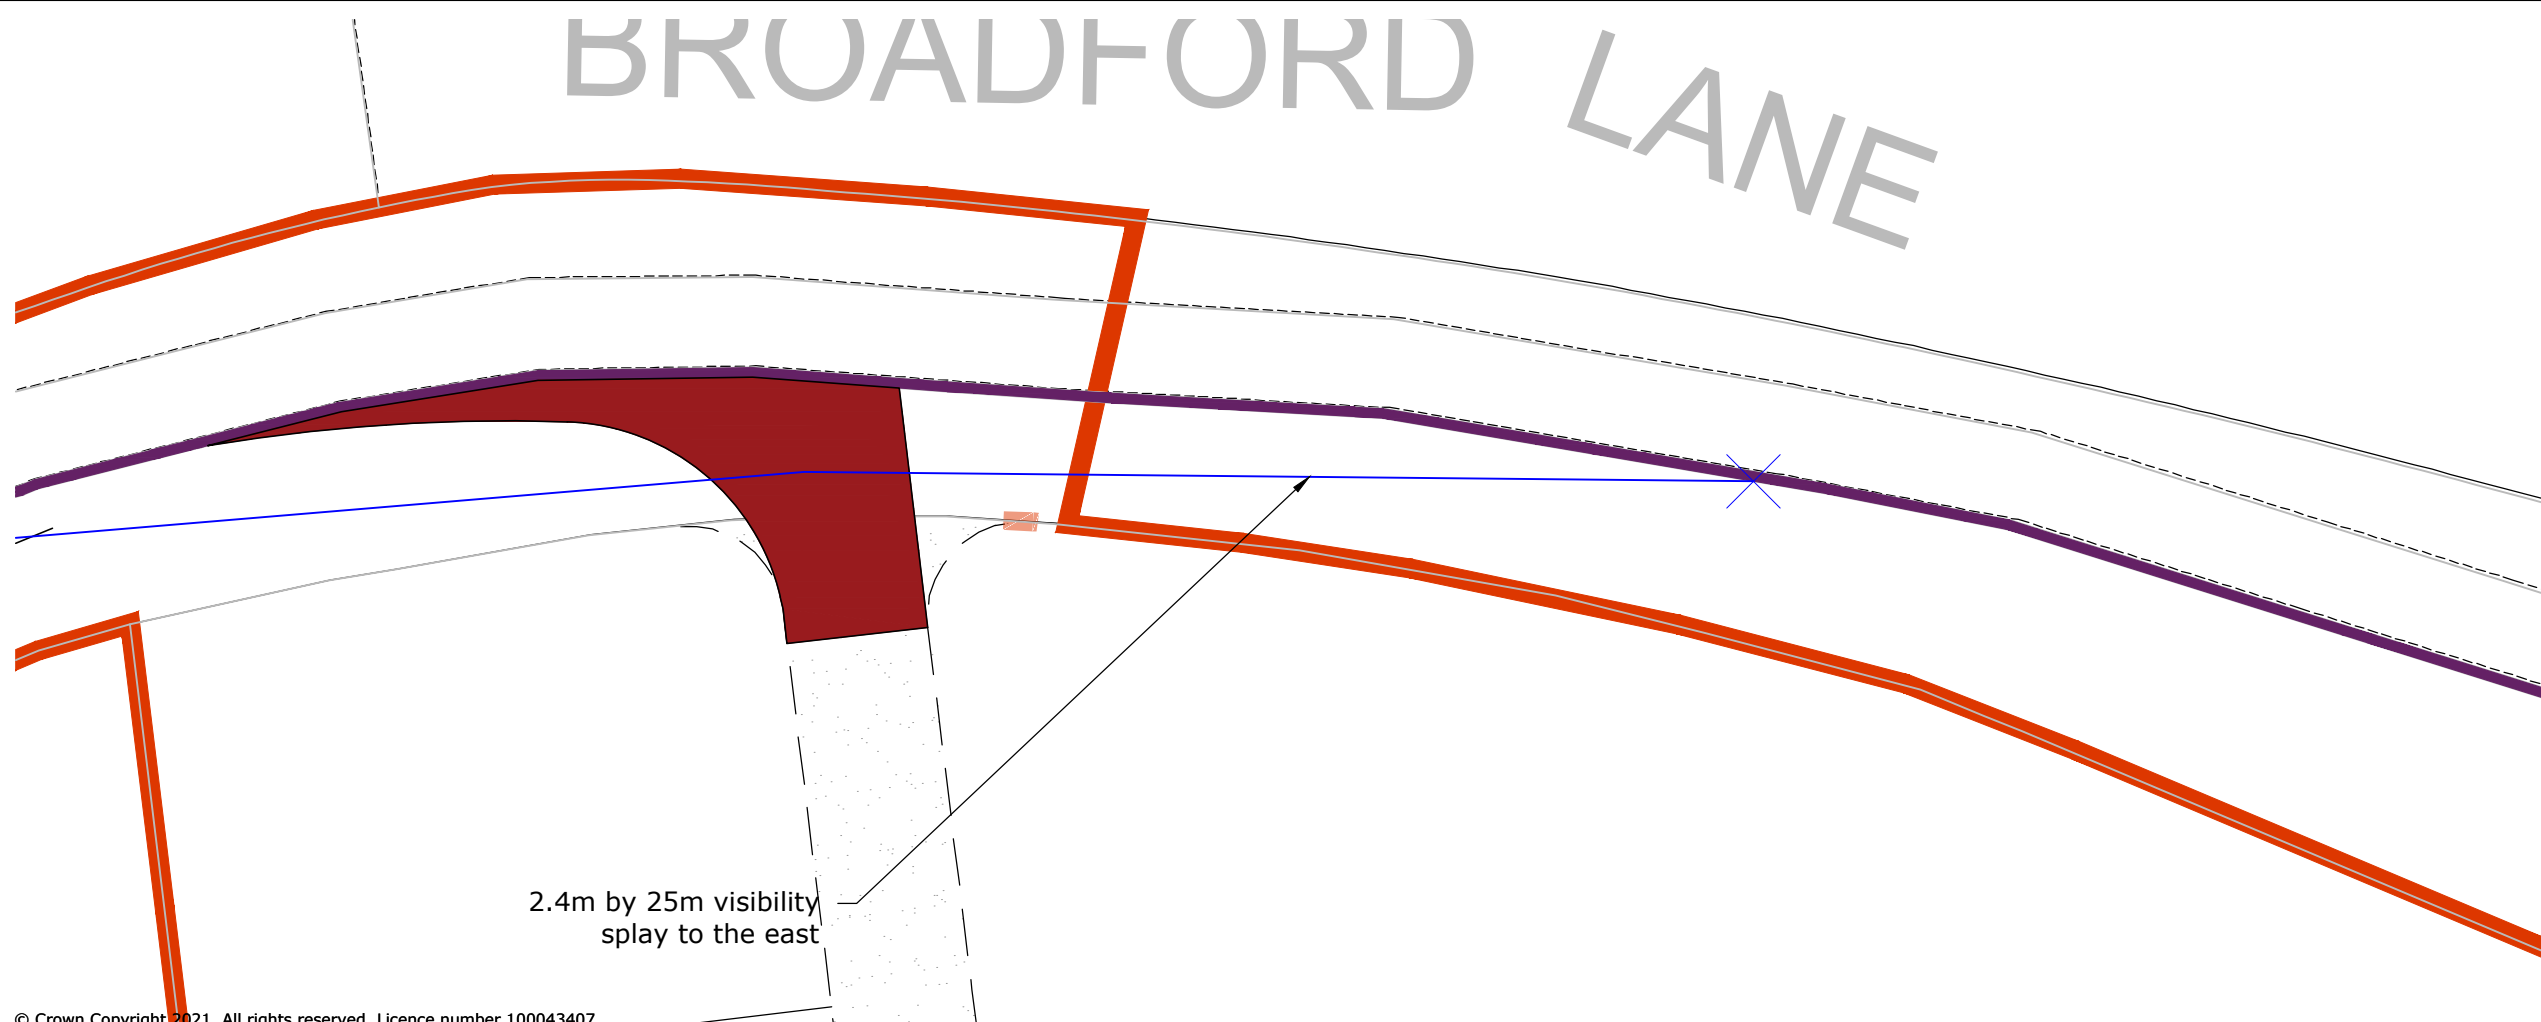 BROADFORD LANE
2.4m by 25m visibility
splay to the east
© Crown Copyright 2021. All rights reserved. Licence number 100043407